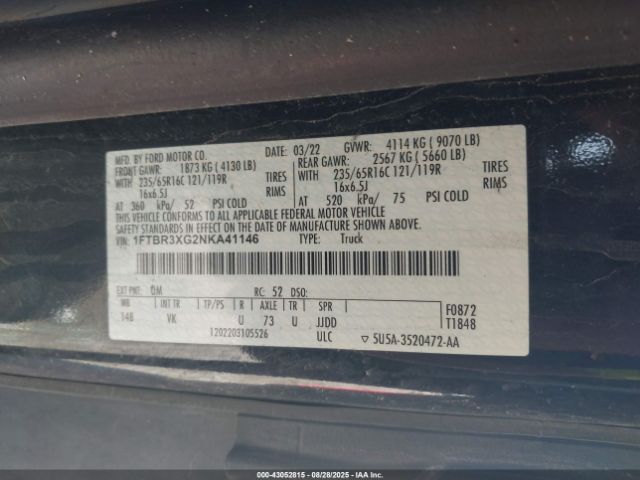 MFD. BY FORD MOTOR CO.
DATE: 03/22 GVWR: 4114 KG ( 9070 LB)
FRONT GAWR: 1873 KG ( 4130 LB) REAR GAWR: 2567 KG ( 5660 LB)
WITH 235/65R16C 121/119R TIRES WITH 235/65R16C 121/119R TIRES
16x6.5J RIMS 16x6.5J RIMS
AT 360 kPa/ 52 PSI COLD AT 520 kPa/ 75 PSI COLD
THIS VEHICLE CONFORMS TO ALL APPLICABLE FEDERAL MOTOR VEHICLE
SAFETY STANDARDS IN EFFECT ON THE DATE OF MANUFACTURE SHOWN ABOVE.
VIN: 1FTBR3XG2NKA41146 TYPE: Truck
EXT PNT: UM RC: 52 DSO:
WB INT TR TP/PS R AXLE TR SPR F0872
148 VK U 73 U JJDD T1848
1202203105526 ULC ▽ 5U5A-3520472-AA
000-43052815 - 08/28/2025 - IAA Inc.